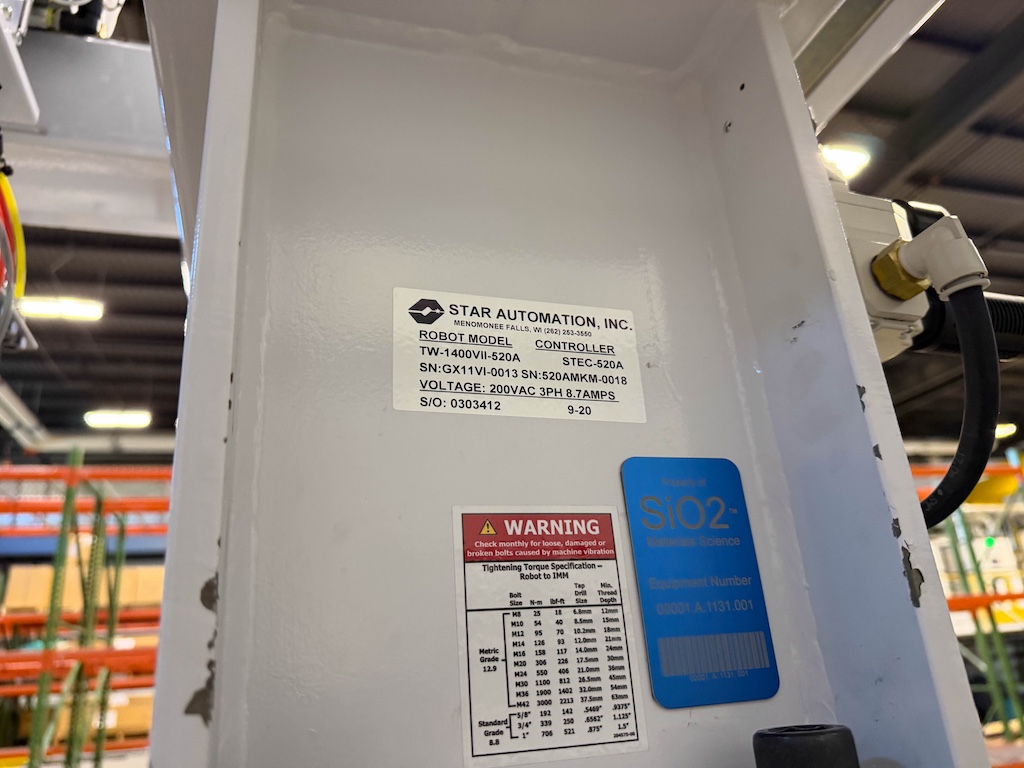 STAR AUTOMATION, INC.
MENOMONEE FALLS, WI (262) 253-3550
ROBOT MODEL CONTROLLER
TW-1400VII-520A STEC-520A
SN:GX11VI-0013 SN:520AMKM-0018
VOLTAGE: 200VAC 3PH 8.7AMPS
S/O: 0303412 9-20
WARNING
Check monthly for loose, damaged or
broken bolts caused by machine vibration
Tightening Torque Specification –
Robot to IMM
Bolt Size N-m lbf-ft Tap Drill Size Min. Thread Depth
Metric Grade 12.9
M8 25 18 6.8mm 12mm
M10 54 40 8.5mm 15mm
M12 95 70 10.2mm 18mm
M14 126 93 12.0mm 21mm
M16 158 117 14.0mm 24mm
M20 306 226 17.5mm 30mm
M24 550 406 21.0mm 36mm
M30 1100 812 26.5mm 45mm
M36 1900 1402 32.0mm 54mm
M42 3000 2213 37.5mm 63mm
Standard Grade 8.8
5/8" 192 142 .5469" .9375"
3/4" 339 250 .6562" 1.125"
1" 706 521 .875" 1.5"
Property of
SiO2™
Materials Science
Equipment Number
00001.A.1131.001
00001.A.1131.001